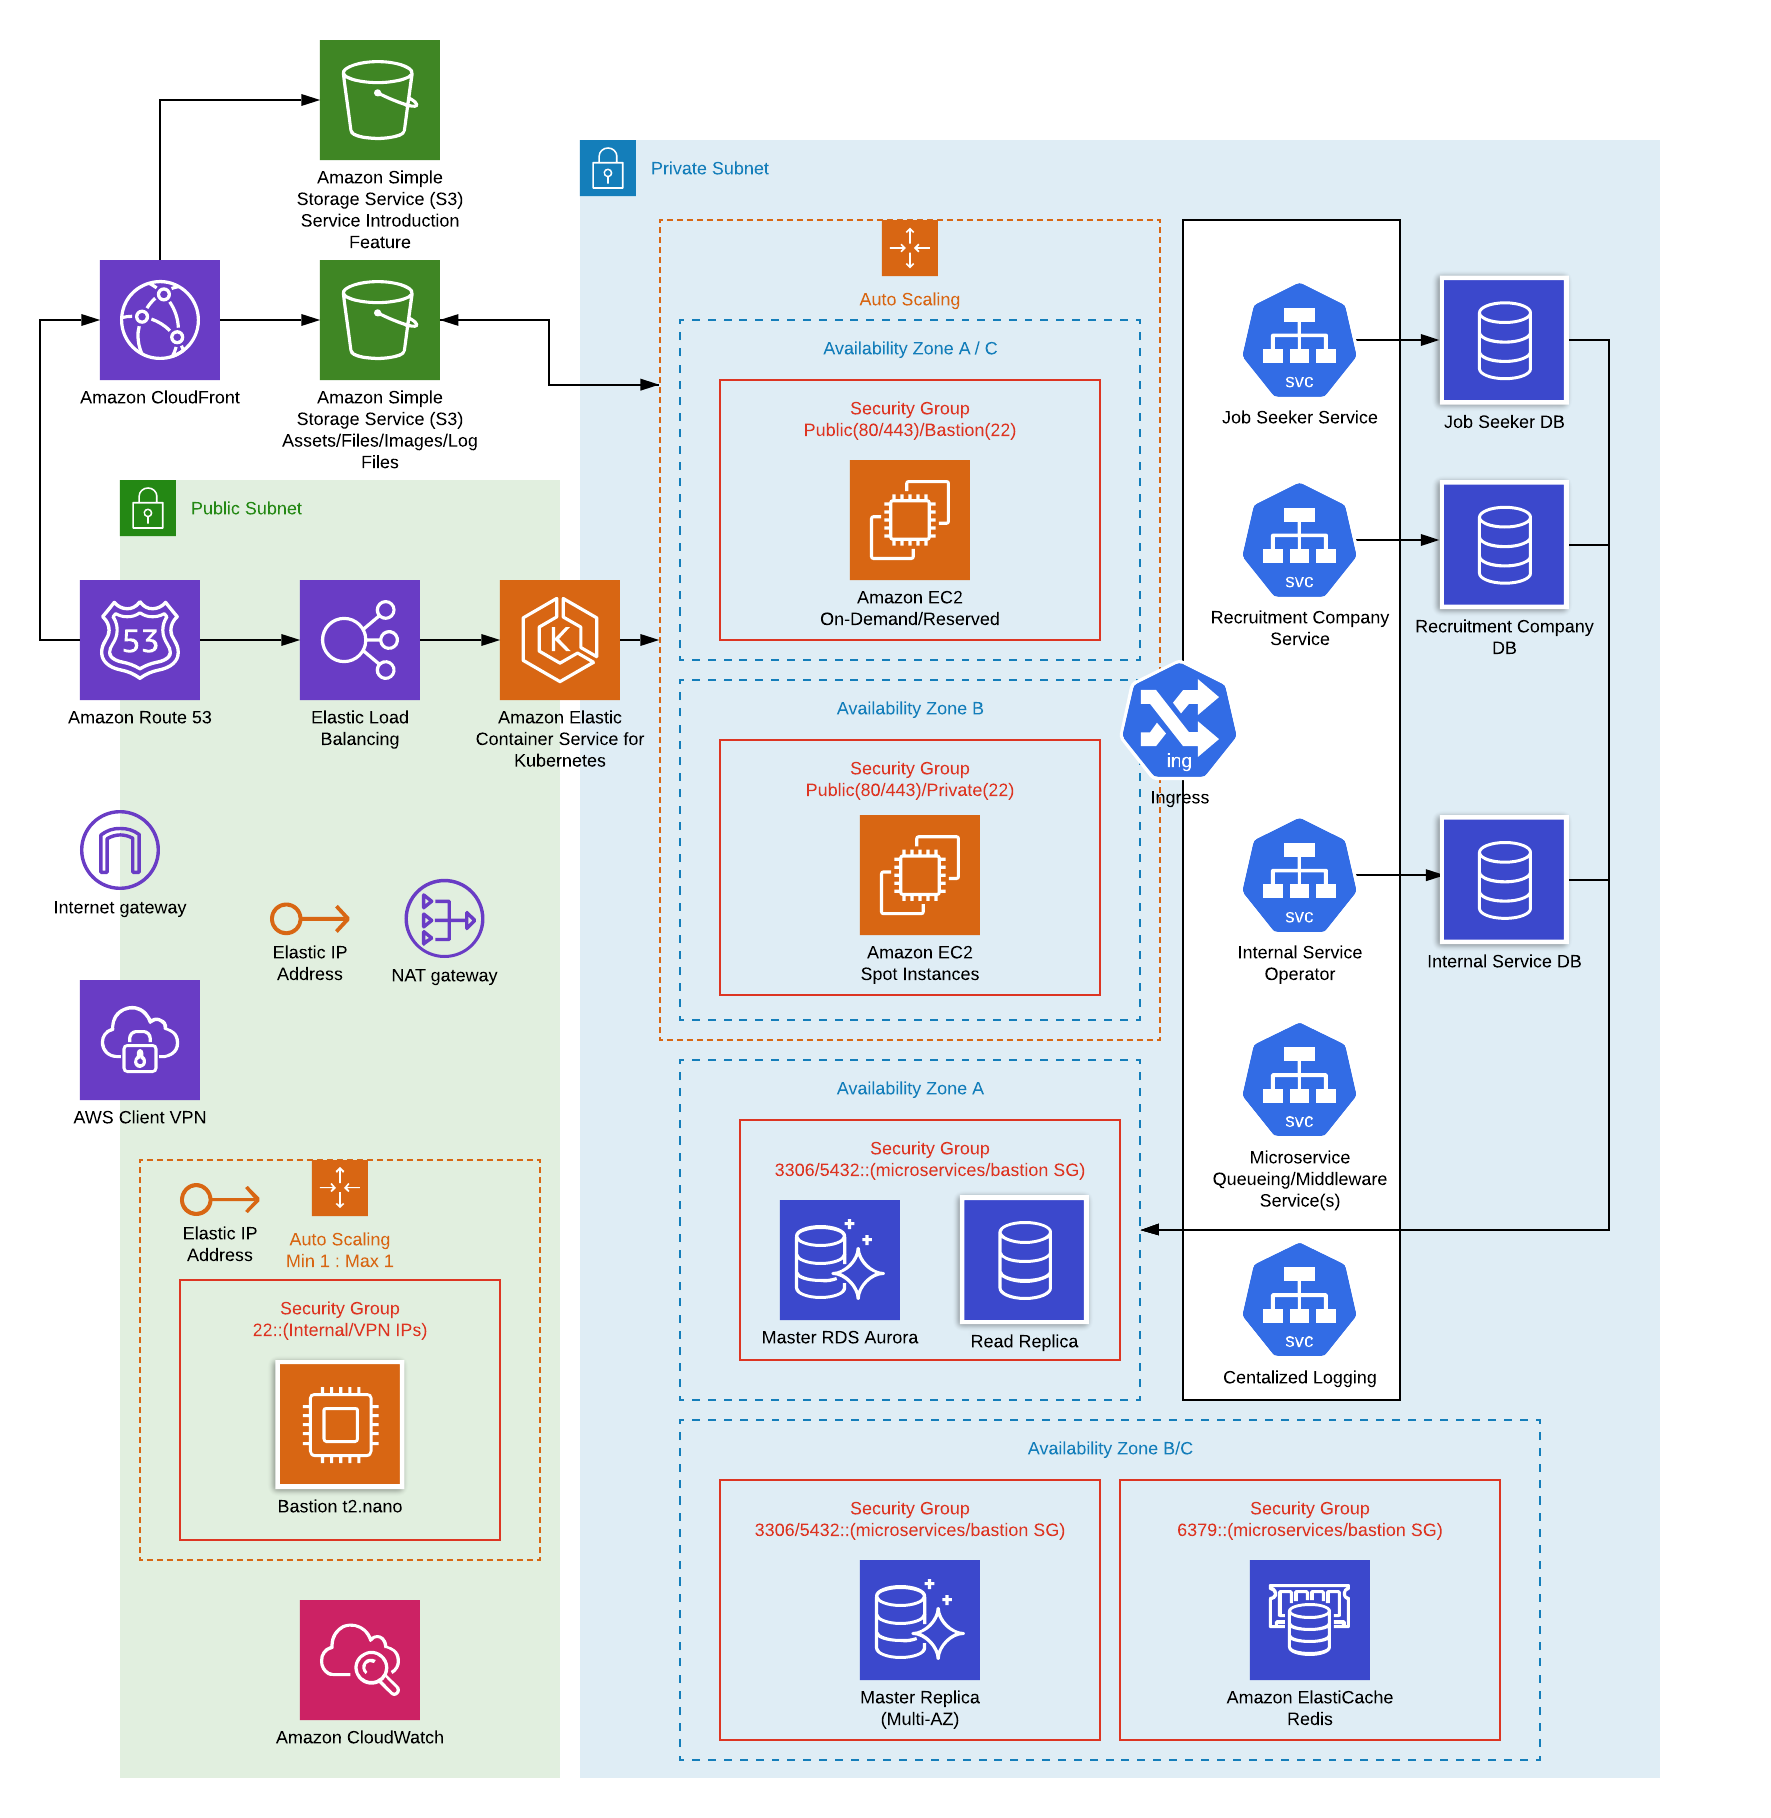 Amazon Simple
Storage Service (S3)
Service Introduction
Feature
Amazon CloudFront
Amazon Simple
Storage Service (S3)
Assets/Files/Images/Log
Files
Public Subnet
53
Amazon Route 53
Elastic Load
Balancing
K
Amazon Elastic
Container Service for
Kubernetes
Internet gateway
Elastic IP
Address
NAT gateway
AWS Client VPN
Elastic IP
Address
Auto Scaling
Min 1 : Max 1
Security Group
22::(Internal/VPN IPs)
Bastion t2.nano
Amazon CloudWatch
Private Subnet
Auto Scaling
Availability Zone A / C
Security Group
Public(80/443)/Bastion(22)
Amazon EC2
On-Demand/Reserved
Availability Zone B
Security Group
Public(80/443)/Private(22)
Amazon EC2
Spot Instances
ing
Ingress
svc
Job Seeker Service
Job Seeker DB
svc
Recruitment Company
Service
Recruitment Company
DB
svc
Internal Service
Operator
Internal Service DB
svc
Microservice
Queueing/Middleware
Service(s)
svc
Centalized Logging
Availability Zone A
Security Group
3306/5432::(microservices/bastion SG)
Master RDS Aurora
Read Replica
Availability Zone B/C
Security Group
3306/5432::(microservices/bastion SG)
Master Replica
(Multi-AZ)
Security Group
6379::(microservices/bastion SG)
Amazon ElastiCache
Redis